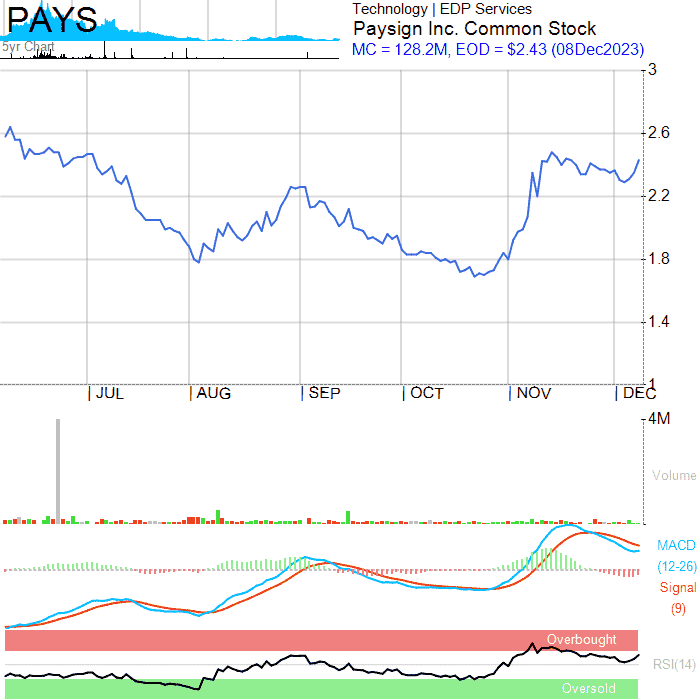 PAYS
5yr Chart
Technology | EDP Services
Paysign Inc. Common Stock
MC = 128.2M, EOD = $2.43 (08Dec2023)
3
2.6
2.2
1.8
1.4
1
JUL AUG SEP OCT NOV DEC
4M
Volume
MACD
(12-26)
Signal
(9)
Overbought
RSI(14)
Oversold